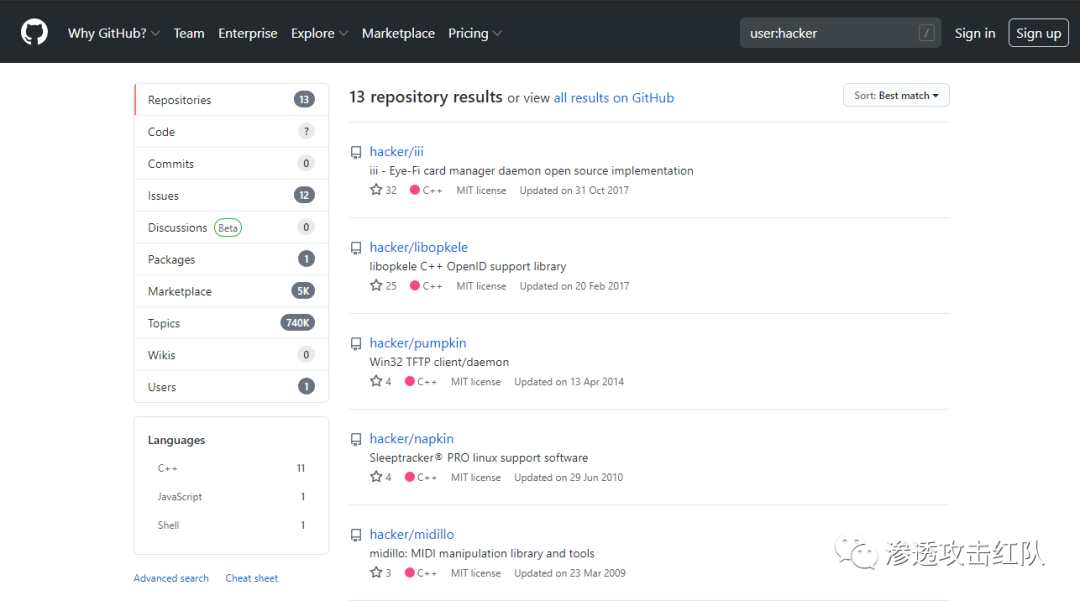 Why GitHub? Team Enterprise Explore Marketplace Pricing user:hacker / Sign in Sign up
Repositories 13
Code ?
Commits 0
Issues 12
Discussions Beta 0
Packages 1
Marketplace 5K
Topics 740K
Wikis 0
Users 1
Languages
C++ 11
JavaScript 1
Shell 1
Advanced search Cheat sheet
13 repository results or view all results on GitHub Sort: Best match
hacker/iii
iii - Eye-Fi card manager daemon open source implementation
32 C++ MIT license Updated on 31 Oct 2017
hacker/libopkele
libopkele C++ OpenID support library
25 C++ MIT license Updated on 20 Feb 2017
hacker/pumpkin
Win32 TFTP client/daemon
4 C++ MIT license Updated on 13 Apr 2014
hacker/napkin
Sleeptracker® PRO linux support software
4 C++ MIT license Updated on 29 Jun 2010
hacker/midillo
midillo: MIDI manipulation library and tools
3 C++ MIT license Updated on 23 Mar 2009
渗透攻击红队